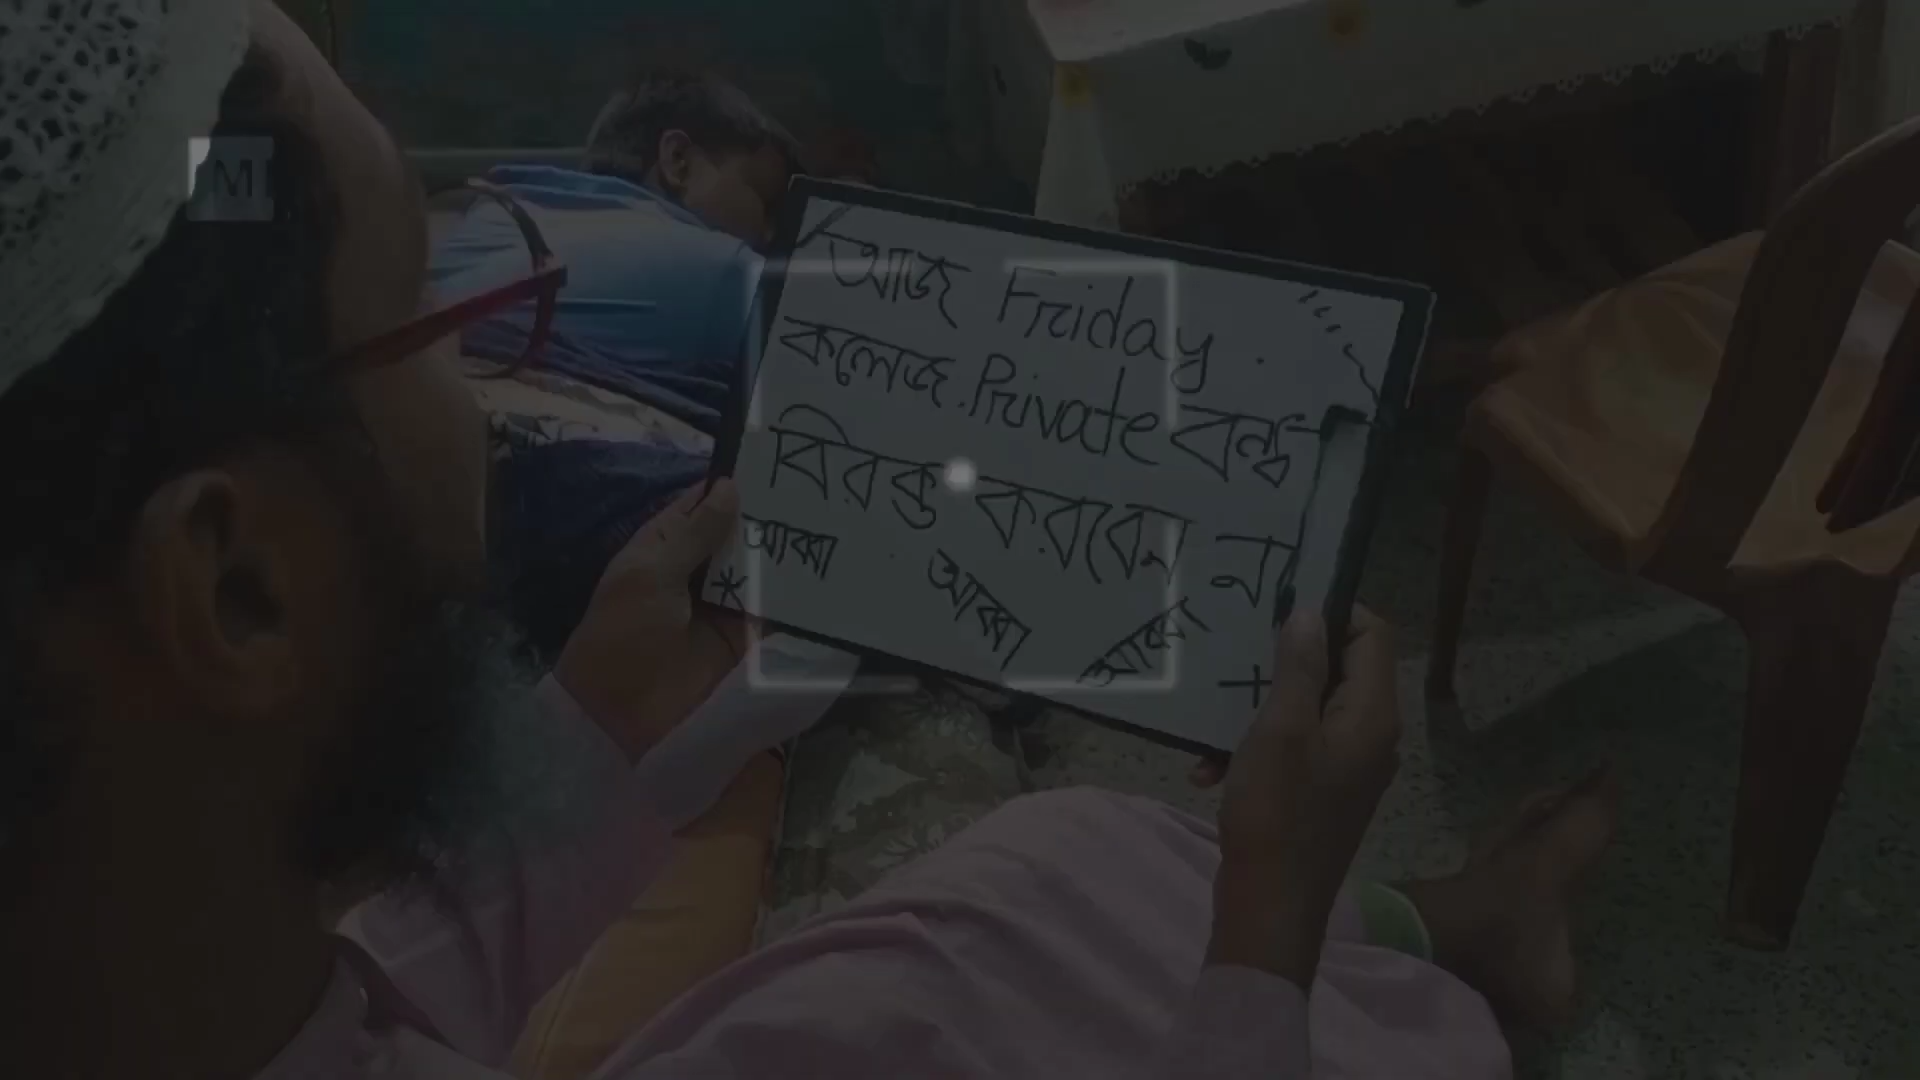 M
আজ Friday.
কলেজ. Private বন্ধ
বিরক্ত করবেন না
আব্বা আব্বা আব্বা